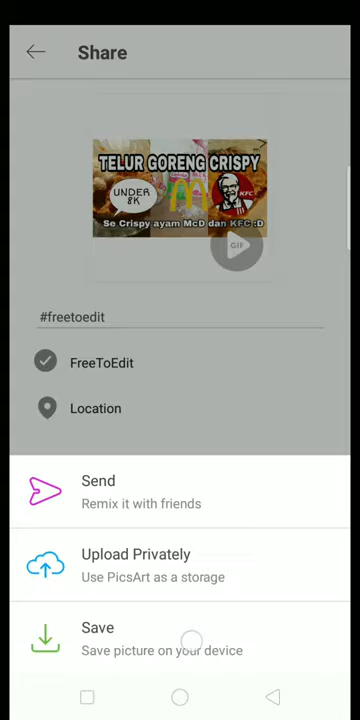 Share
TELUR GORENG CRISPY
UNDER
8K
KFC
Se Crispy ayam McD dan KFC :D
GIF
#freetoedit
FreeToEdit
Location
Send
Remix it with friends
Upload Privately
Use PicsArt as a storage
Save
Save picture on your device